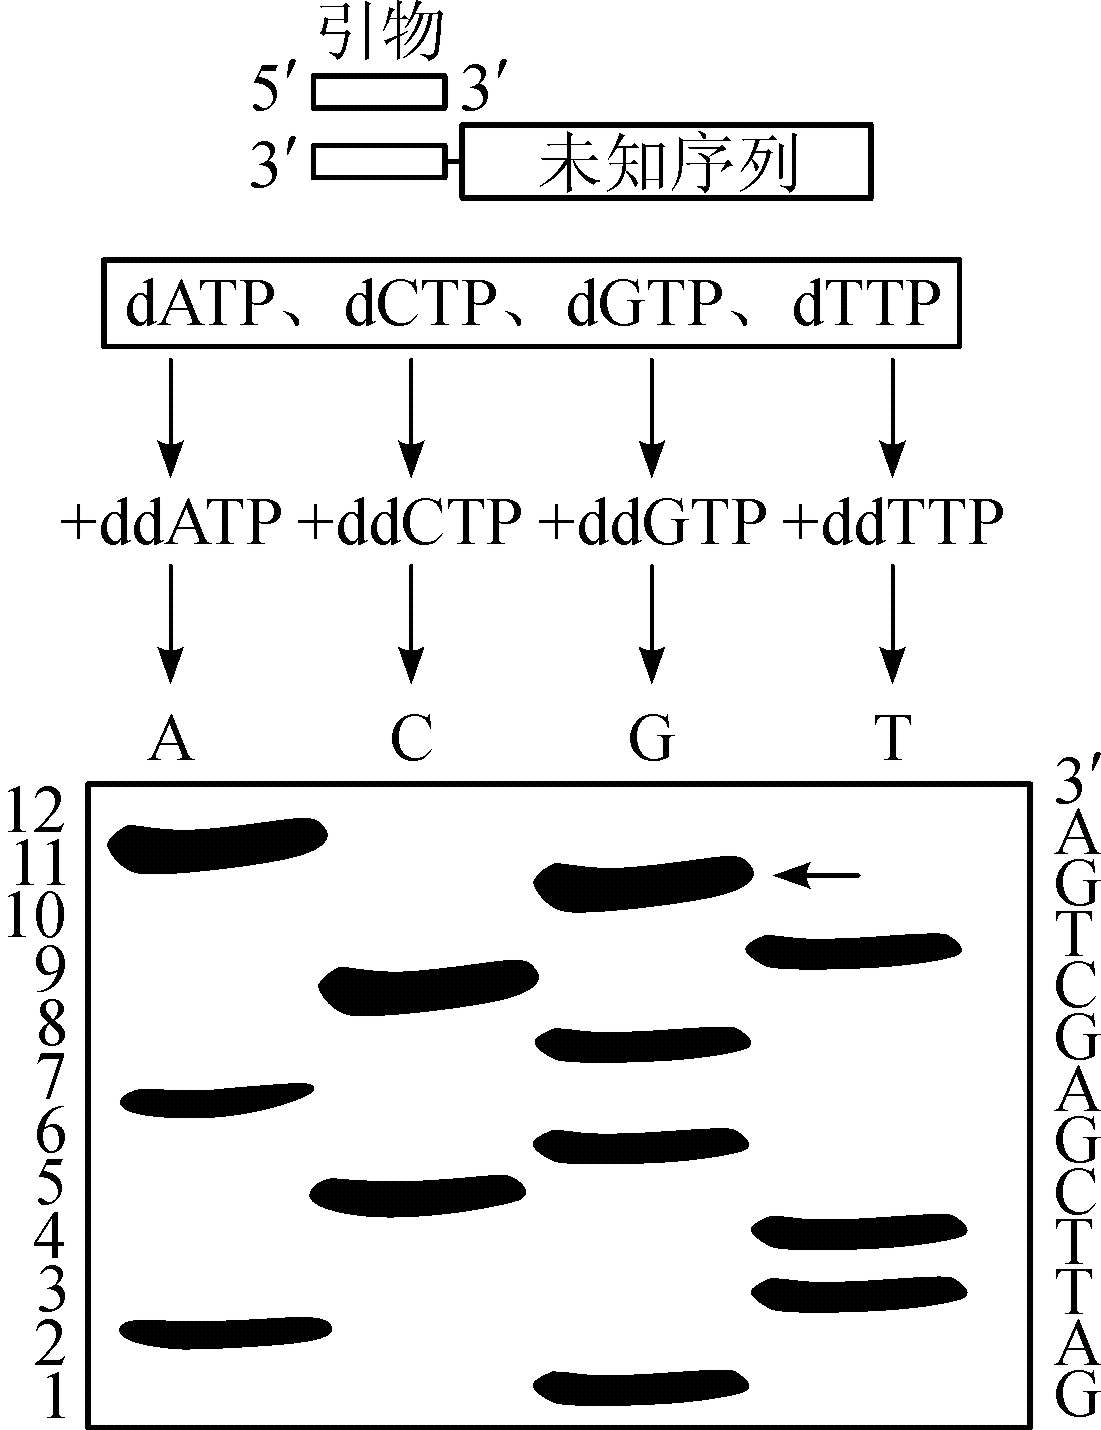 引物
5′ 3′
3′ 未知序列
dATP、dCTP、dGTP、dTTP
+ddATP +ddCTP +ddGTP +ddTTP
A C G T
3′
12 A
11 G
10 T
9 C
8 G
7 A
6 G
5 C
4 T
3 T
2 A
1 G